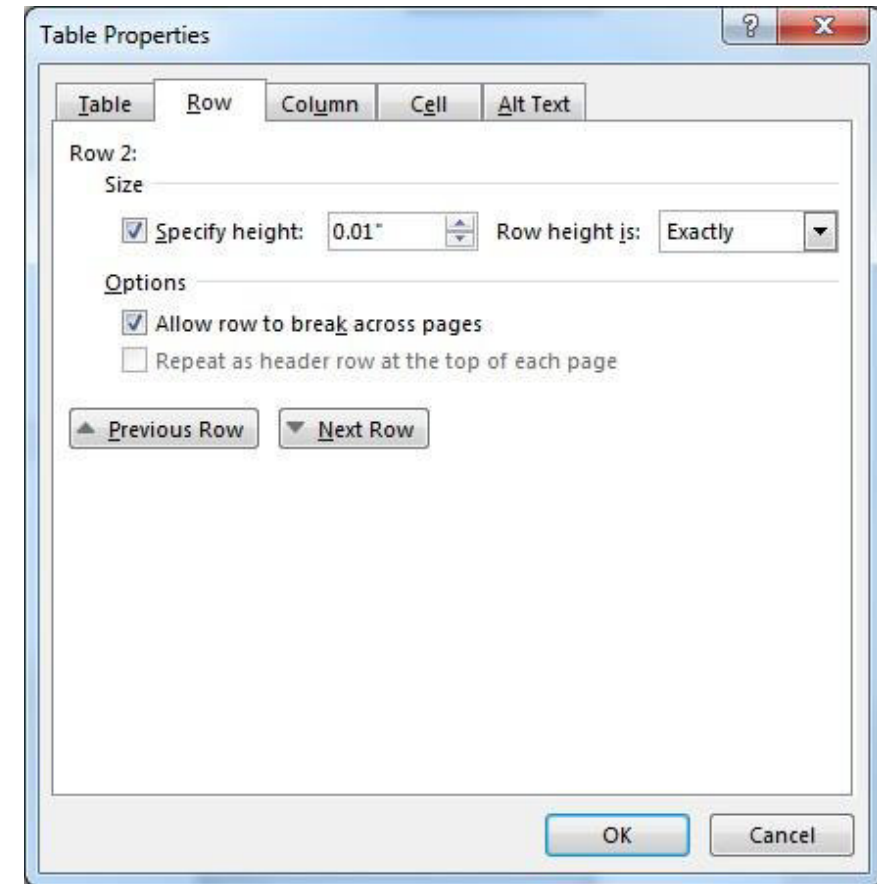 Table Properties
Table Row Column Cell Alt Text
Row 2:
Size
Specify height: 0.01" Row height is: Exactly
Options
Allow row to break across pages
Repeat as header row at the top of each page
Previous Row Next Row
OK Cancel